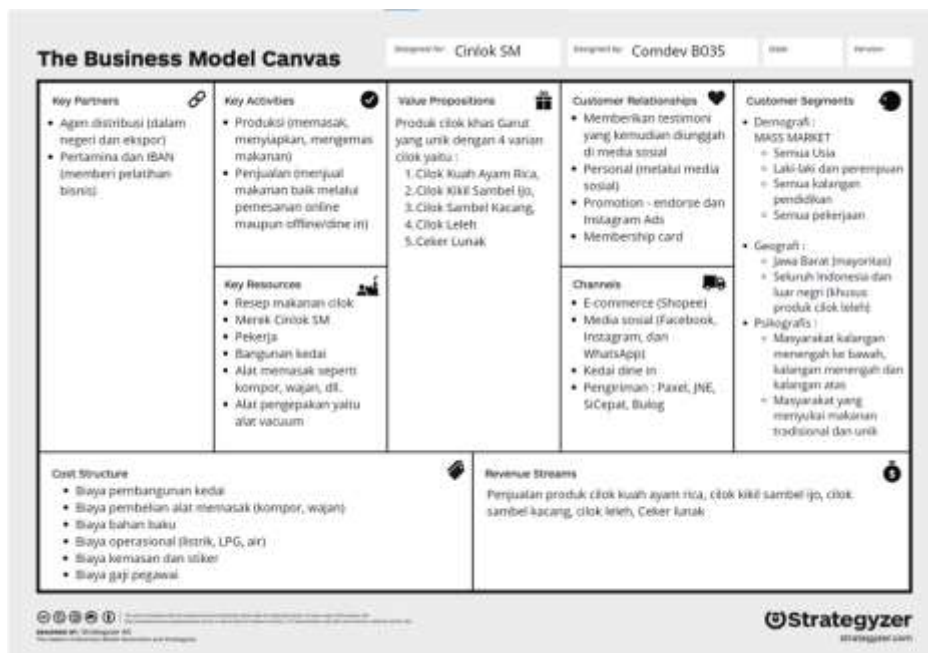 The Business Model Canvas
Designed for: Cinlok SM
Designed by: Comdev B035
Date:
Version:
Key Partners
• Agen distribusi (dalam
negeri dan ekspor)
• Pertamina dan IBAN
(memberi pelatihan
bisnis)
Key Activities
• Produksi (memasak,
menyiapkan, mengemas
makanan)
• Penjualan (menjual
makanan baik melalui
pemesanan online
maupun offline/dine in)
Key Resources
• Resep makanan cilok
• Merek Cinlok SM
• Pekerja
• Bangunan kedai
• Alat memasak seperti
kompor, wajan, dll.
• Alat pengepakan yaitu
alat vacuum
Value Propositions
Produk cilok khas Garut
yang unik dengan 4 varian
cilok yaitu :
1. Cilok Kuah Ayam Rica,
2. Cilok Kikil Sambel Ijo,
3. Cilok Sambel Kacang,
4. Cilok Leleh
5. Ceker Lunak
Customer Relationships
• Memberikan testimoni
yang kemudian diunggah
di media sosial
• Personal (melalui media
sosial)
• Promotion - endorse dan
Instagram Ads
• Membership card
Channels
• E-commerce (Shopee)
• Media sosial (Facebook,
Instagram, dan
WhatsApp)
• Kedai dine in
• Pengiriman : Paxel, JNE,
SiCepat, Bulog
Customer Segments
• Demografi :
MASS MARKET
○ Semua Usia
○ Laki-laki dan perempuan
○ Semua kalangan
pendidikan
○ Semua pekerjaan
• Geografi :
○ Jawa Barat (mayoritas)
○ Seluruh Indonesia dan
luar negri (khusus
produk cilok leleh)
• Psikografis :
○ Masyarakat kalangan
menengah ke bawah,
kalangan menengah dan
kalangan atas
○ Masyarakat yang
menyukai makanan
tradisional dan unik
Cost Structure
• Biaya pembangunan kedai
• Biaya pembelian alat memasak (kompor, wajan)
• Biaya bahan baku
• Biaya operasional (listrik, LPG, air)
• Biaya kemasan dan stiker
• Biaya gaji pegawai
Revenue Streams
Penjualan produk cilok kuah ayam rica, cilok kikil sambel ijo, cilok
sambel kacang, cilok leleh, Ceker lunak
DESIGNED BY: Strategyzer AG
Strategyzer
strategyzer.com